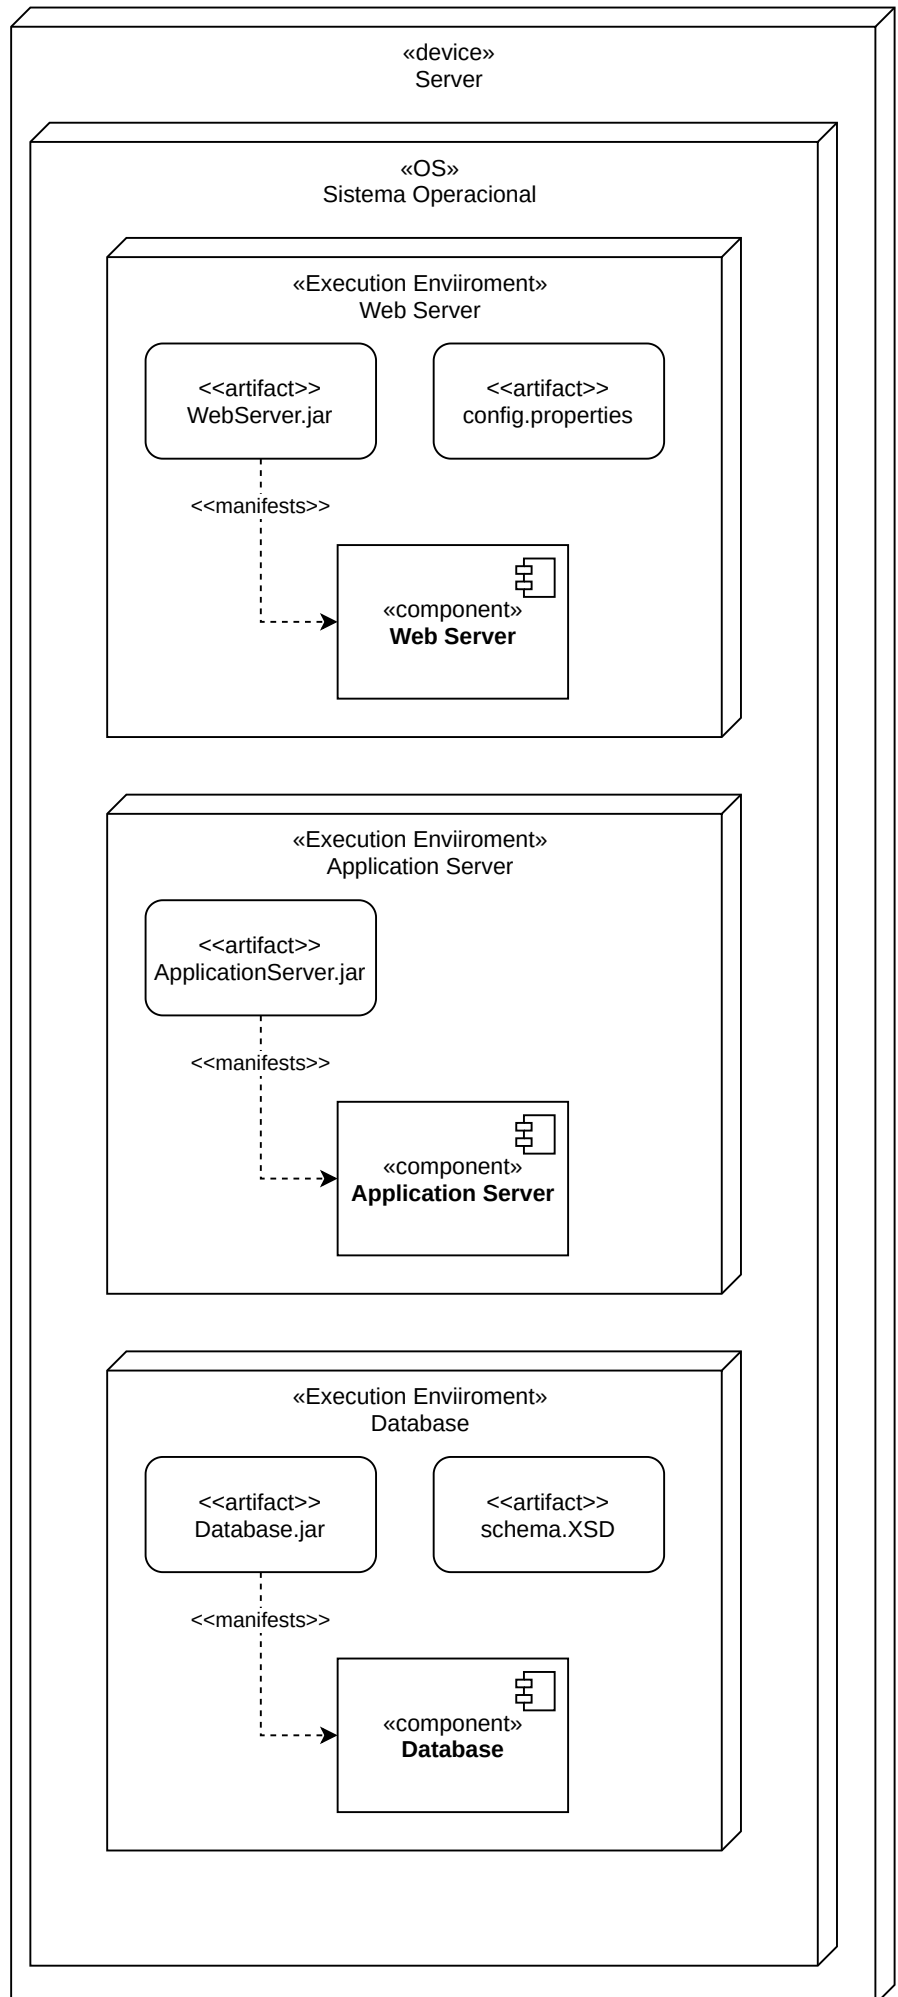 «device»
Server
«OS»
Sistema Operacional
«Execution Enviiroment»
Web Server
<<artifact>>
WebServer.jar
<<artifact>>
config.properties
<<manifests>>
«component»
Web Server
«Execution Enviiroment»
Application Server
<<artifact>>
ApplicationServer.jar
<<manifests>>
«component»
Application Server
«Execution Enviiroment»
Database
<<artifact>>
Database.jar
<<artifact>>
schema.XSD
<<manifests>>
«component»
Database